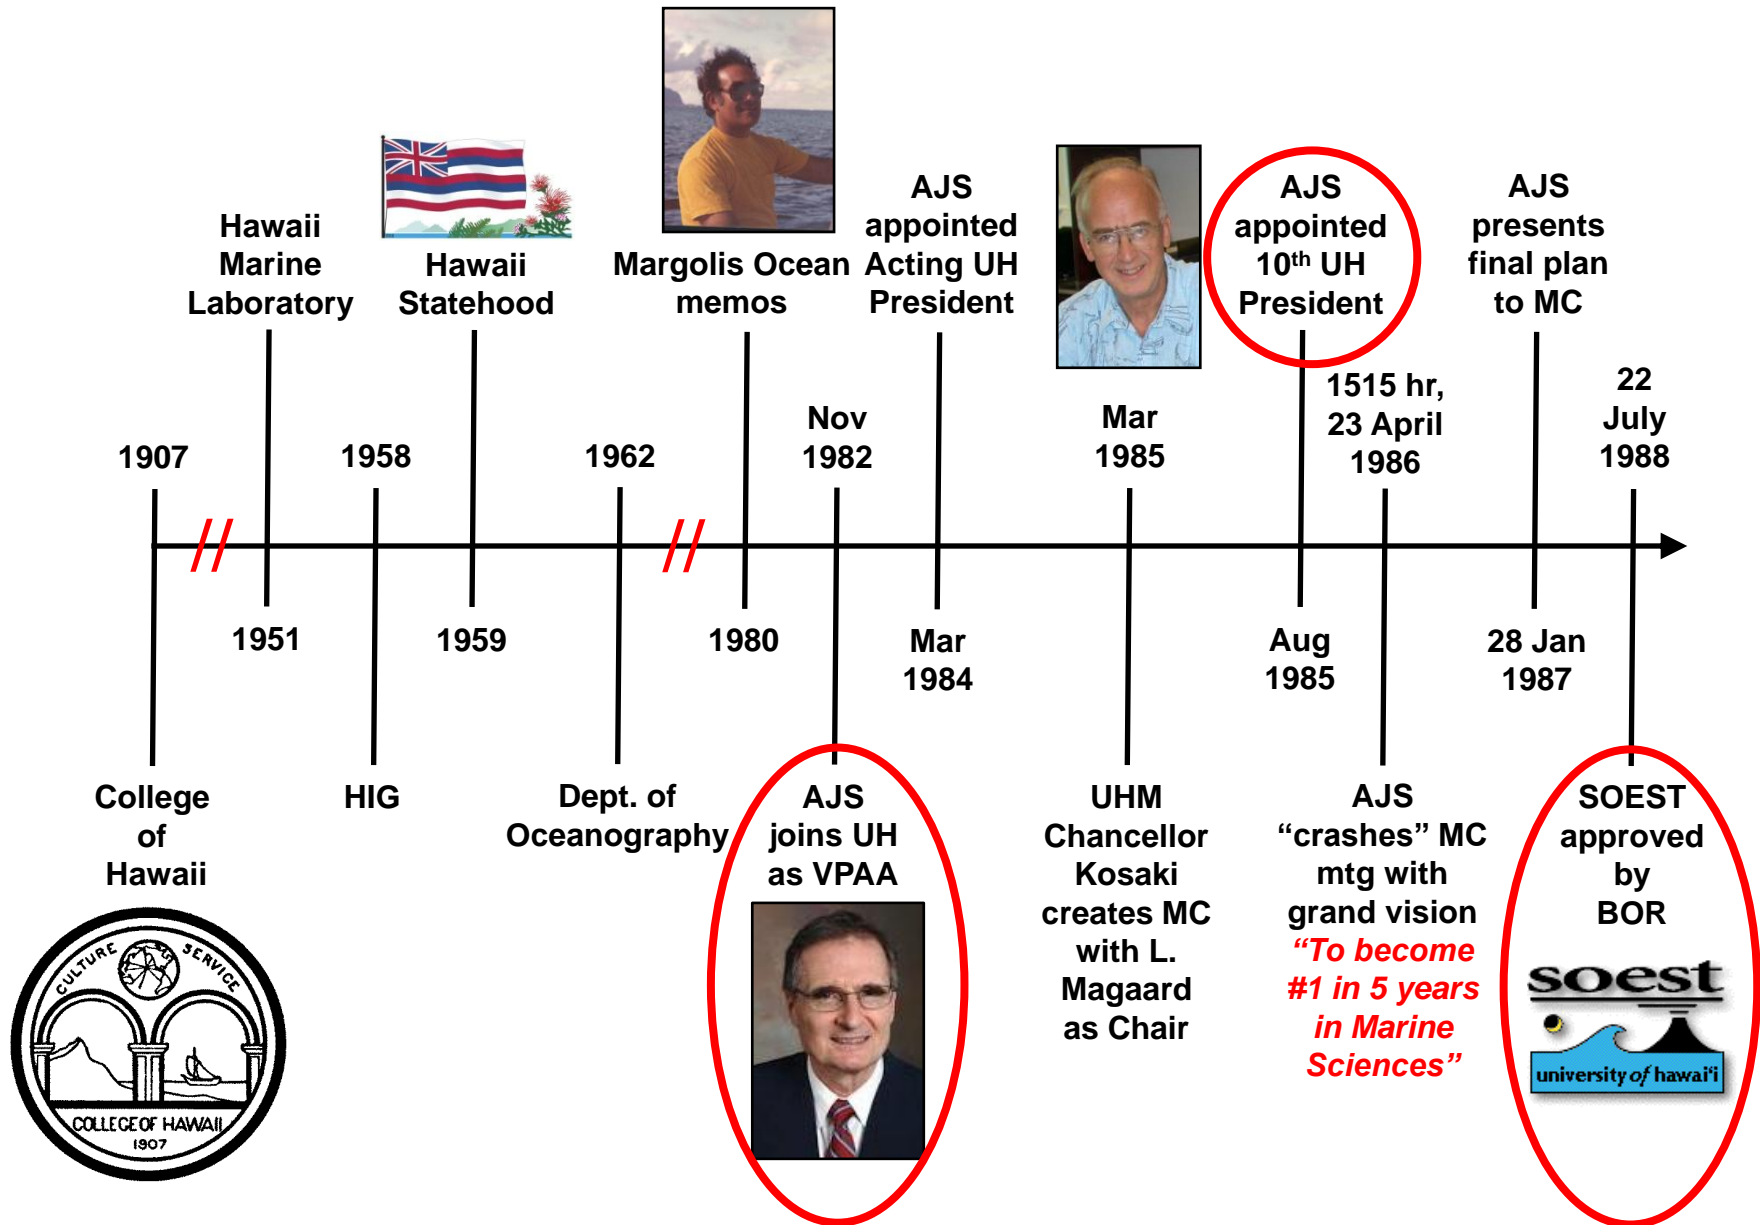 Hawaii
Marine
Laboratory
Hawaii
Statehood
Margolis Ocean
memos
AJS
appointed
Acting UH
President
AJS
appointed
10th UH
President
AJS
presents
final plan
to MC
1907
1958
1962
Nov
1982
Mar
1985
1515 hr,
23 April
1986
22
July
1988
1951
1959
1980
Mar
1984
Aug
1985
28 Jan
1987
College
of
Hawaii
CULTURE SERVICE
COLLEGE OF HAWAII
1907
HIG
Dept. of
Oceanography
AJS
joins UH
as VPAA
UHM
Chancellor
Kosaki
creates MC
with L.
Magaard
as Chair
AJS
“crashes” MC
mtg with
grand vision
“To become
#1 in 5 years
in Marine
Sciences”
SOEST
approved
by
BOR
soest
university of hawai‘i